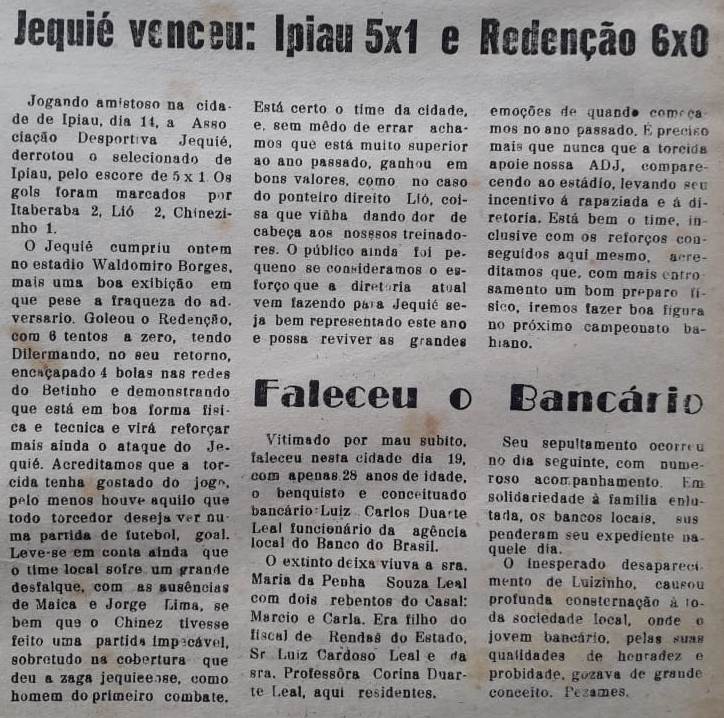 Jequié venceu: Ipiau 5x1 e Redenção 6x0
Jogando amistoso na cida-
de de Ipiau, dia 14, a Asso
ciação Desportiva Jequié,
derrotou o selecionado de
Ipiau, pelo escore de 5 x 1. Os
gols foram marcados por
Itaberaba 2, Lió 2, Chinezi-
nho 1.
O Jequié cumpriu ontem
no estadio Waldomiro Borges,
mais uma boa exibição em
que pese a fraqueza do ad-
versario. Goleou o Redenção,
com 6 tentos a zero, tendo
Dilermando, no seu retorno,
encaçapado 4 bolas nas redes
do Betinho e demonstrando
que está em boa forma fisi-
ca e tecnica e virá reforçar
mais ainda o ataque do Je-
quié. Acreditamos que a tor-
cida tenha gostado do jogo,
pelo menos houve aquilo que
todo torcedor deseja ver nu-
ma partida de futebol, goal.
Leve-se em conta ainda que
o time local sofre um grande
desfalque, com as ausências
de Maica e Jorge Lima, se
bem que o Chinez tivesse
feito uma partida impecável,
sobretudo na cobertura que
deu a zaga jequieense, como
homem do primeiro combate.
Está certo o time da cidade,
e, sem mêdo de errar acha-
mos que está muito superior
ao ano passado, ganhou em
bons valores, como no caso
do ponteiro direito Lió, coi-
sa que viñha dando dor de
cabeça aos nosesos treinado-
res. O público ainda foi pe-
queno se consideramos o es-
forço que a diretoria atual
vem fazendo para Jequié se-
ja bem representado este ano
e possa reviver as grandes
emoções de quando começa-
mos no ano passado. É preciso
mais que nunca que a torcida
apoie nossa ADJ, compare-
cendo ao estádio, levando seu
incentivo á rapaziada e á di-
retoria. Está bem o time, in-
clusive com os reforços con-
seguidos aqui mesmo, acre-
ditamos que, com mais entro-
samento um bom preparo fí-
sico, iremos fazer boa figura
no próximo campeonato ba-
hiano.
Faleceu o Bancário
Vitimado por mau subito,
faleceu nesta cidade dia 19,
com apenas 28 anos de idade,
o benquisto e conceituado
bancário Luiz Carlos Duarte
Leal funcionário da agência
local do Banco do Brasil.
O extinto deixa viuva a sra.
Maria da Penha Souza Leal
com dois rebentos do Casal:
Marcio e Carla. Era filho do
fiscal de Rendas do Estado,
Sr Luiz Cardoso Leal e da
sra. Professôra Corina Duar-
te Leal, aqui residentes.
Seu sepultamento ocorreu
no dia seguinte, com nume-
roso acompanhamento. Em
solidariedade à família enlu-
tada, os bancos locais, sus
penderam seu expediente na-
quele dia.
O inesperado desapareci-
mento de Luizinho, causou
profunda consternação à to-
da sociedade local, onde o
jovem bancário, pelas suas
qualidades de honradez e
probidade, gozava de grande
conceito. Pezames.